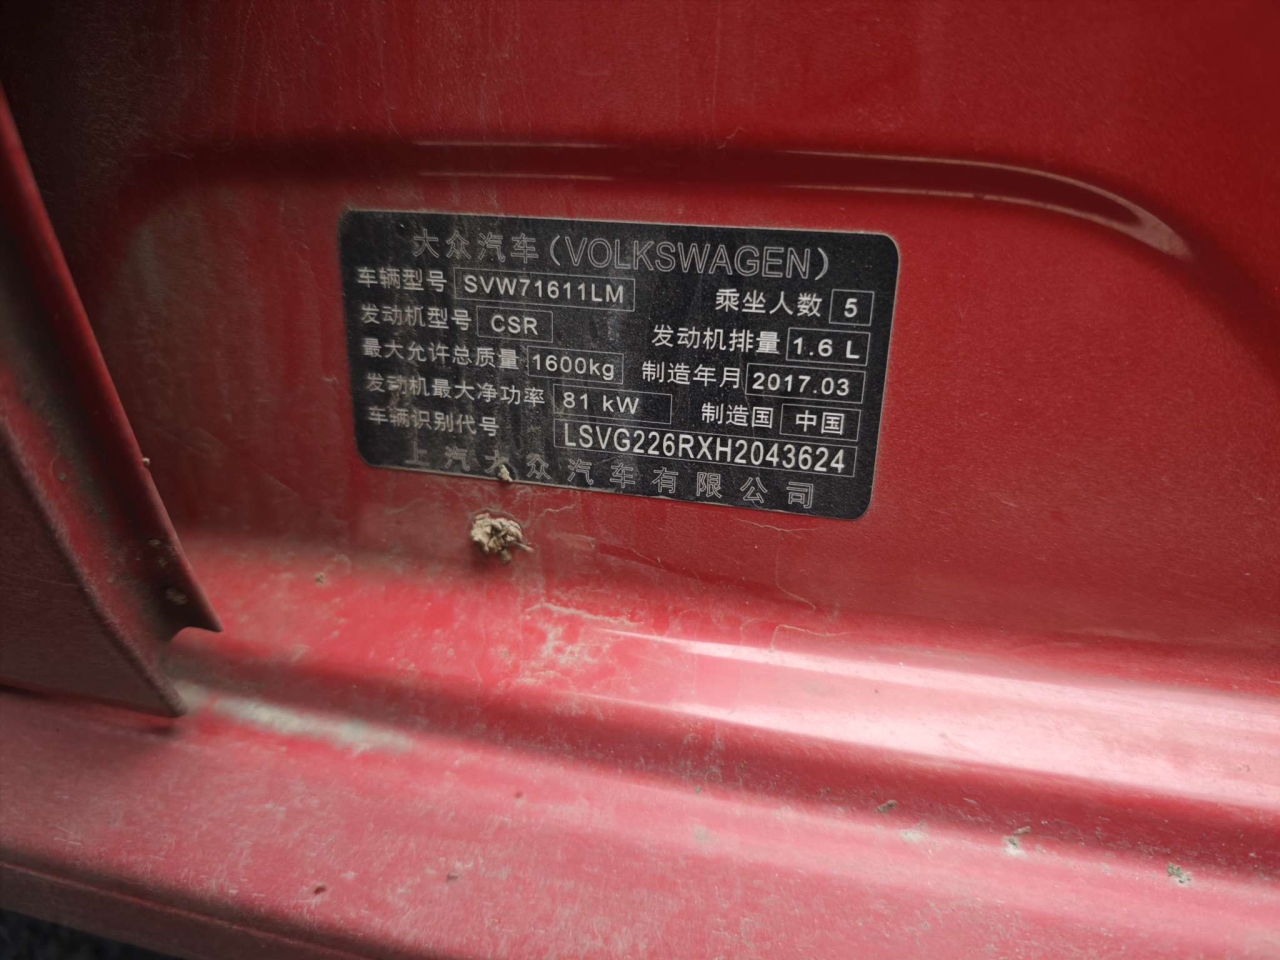 大众汽车(VOLKSWAGEN)
车辆型号 SVW71611LM 乘坐人数 5
发动机型号 CSR 发动机排量 1.6 L
最大允许总质量 1600kg 制造年月 2017.03
发动机最大净功率 81 kW 制造国 中国
车辆识别代号 LSVG226RXH2043624
上汽大众汽车有限公司